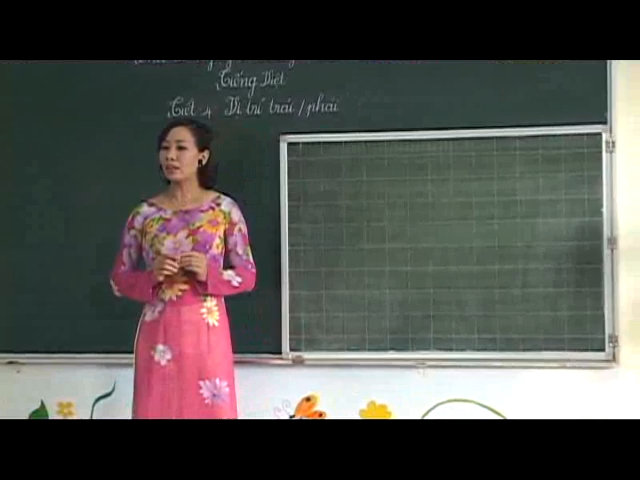 Tiếng Việt
Tiết 4 Vị trí trái / phải